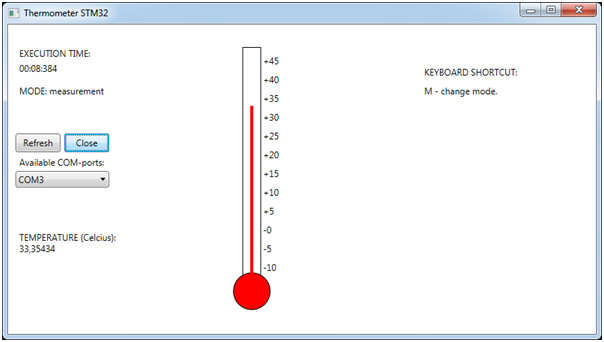 Thermometer STM32
EXECUTION TIME:
00:08:384
MODE: measurement
Refresh
Close
Available COM-ports:
COM3
TEMPERATURE (Celcius):
33,35434
+45
+40
+35
+30
+25
+20
+15
+10
+5
-0
-5
-10
KEYBOARD SHORTCUT:
M - change mode.